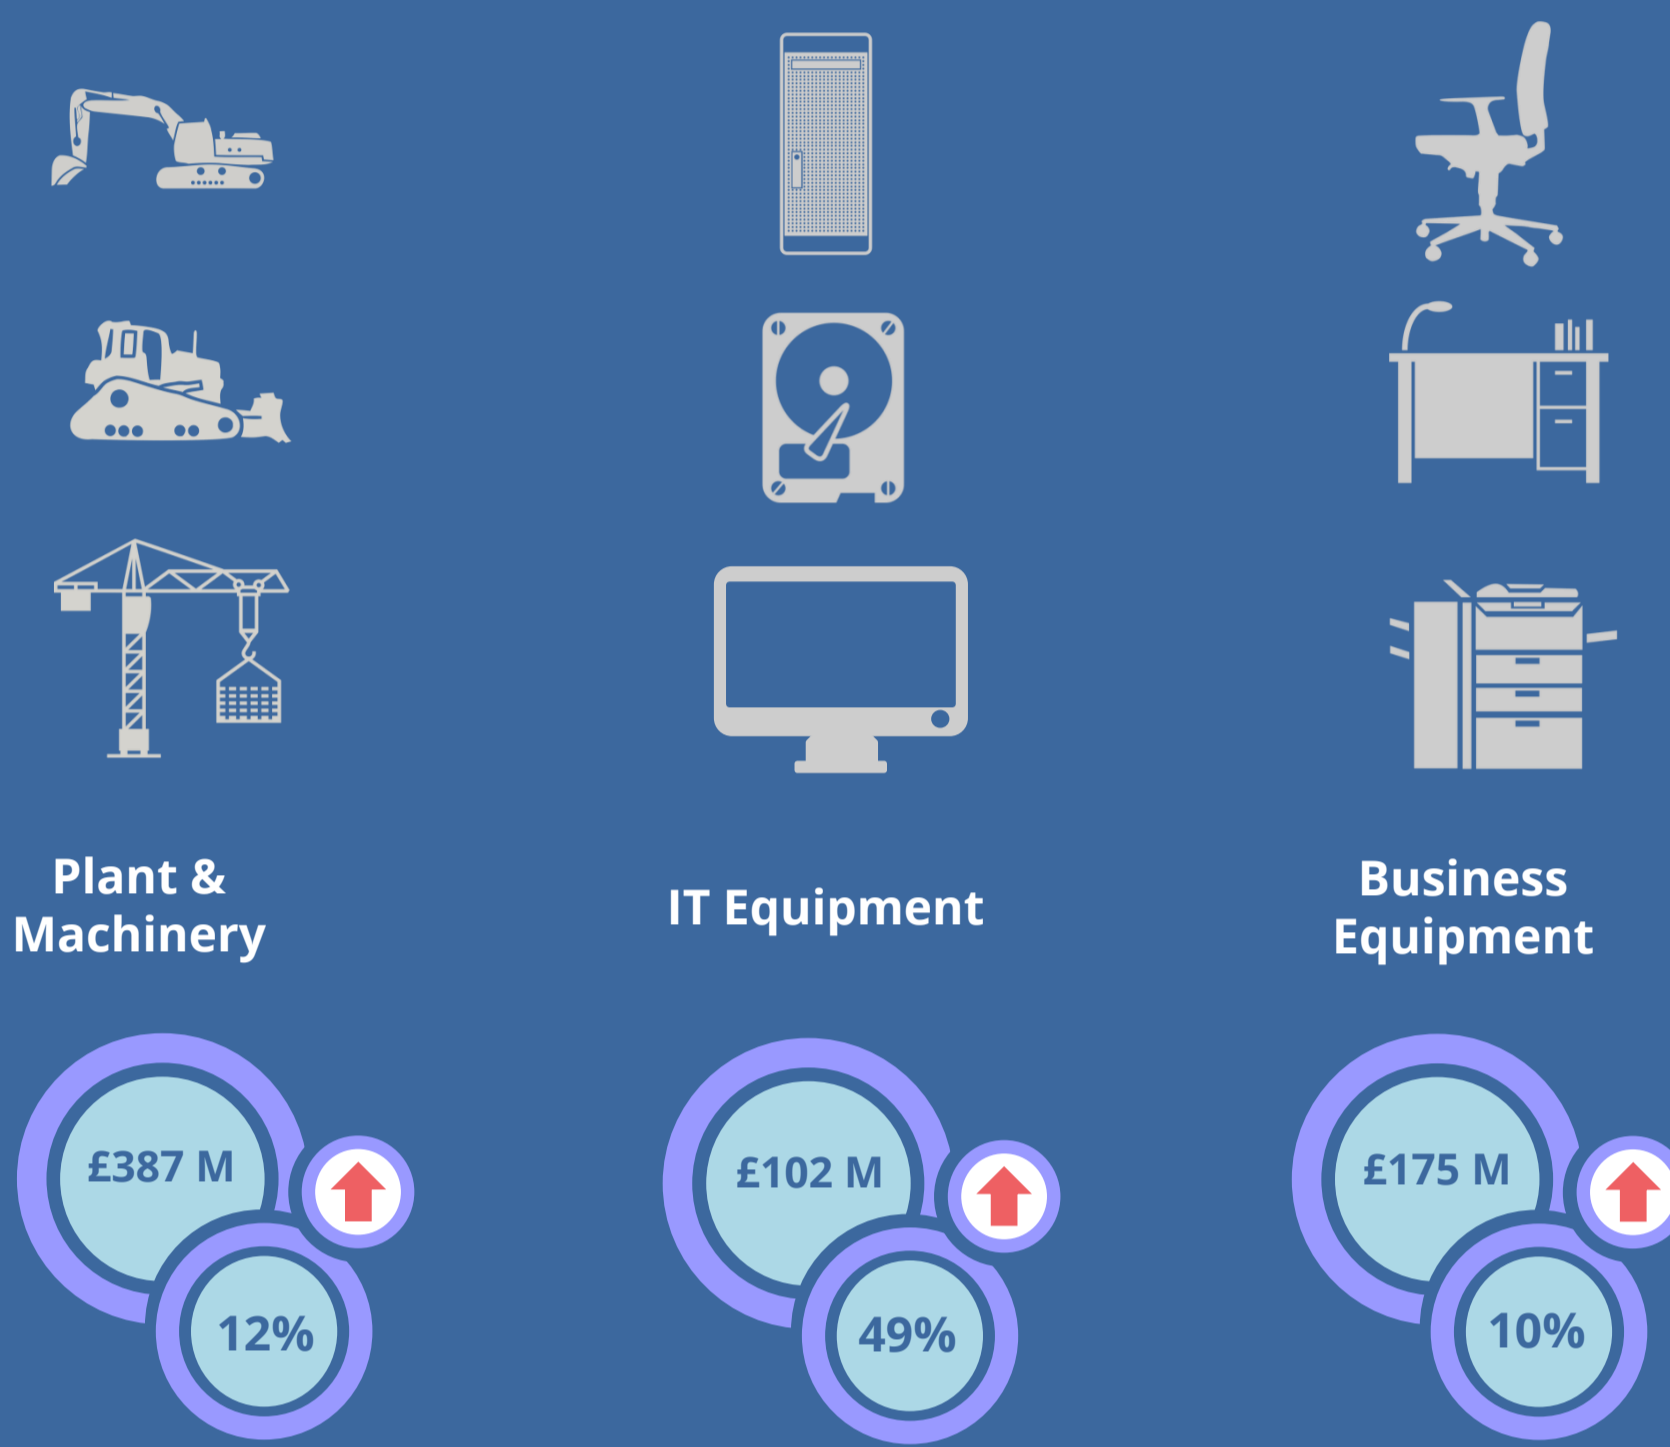 Plant &
Machinery
IT Equipment
Business
Equipment
£387 M
12%
£102 M
49%
£175 M
10%